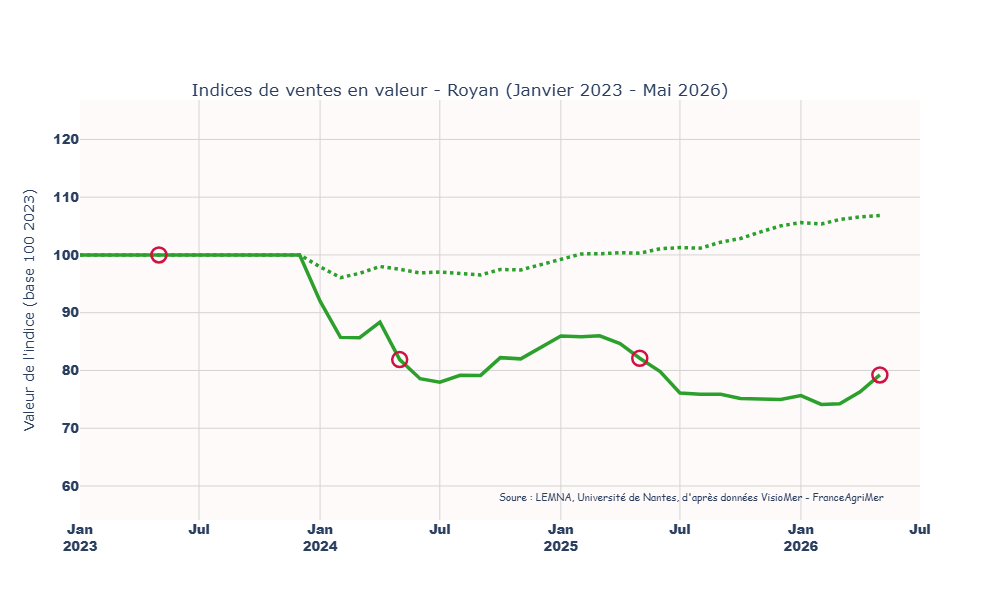 Indices de ventes en valeur - Royan (Janvier 2023 - Mai 2026)
Valeur de l'indice (base 100 2023)
120
110
100
90
80
70
60
Soure : LEMNA, Université de Nantes, d'après données VisioMer - FranceAgriMer
Jan Jul Jan Jul Jan Jul Jan Jul
2023 2024 2025 2026